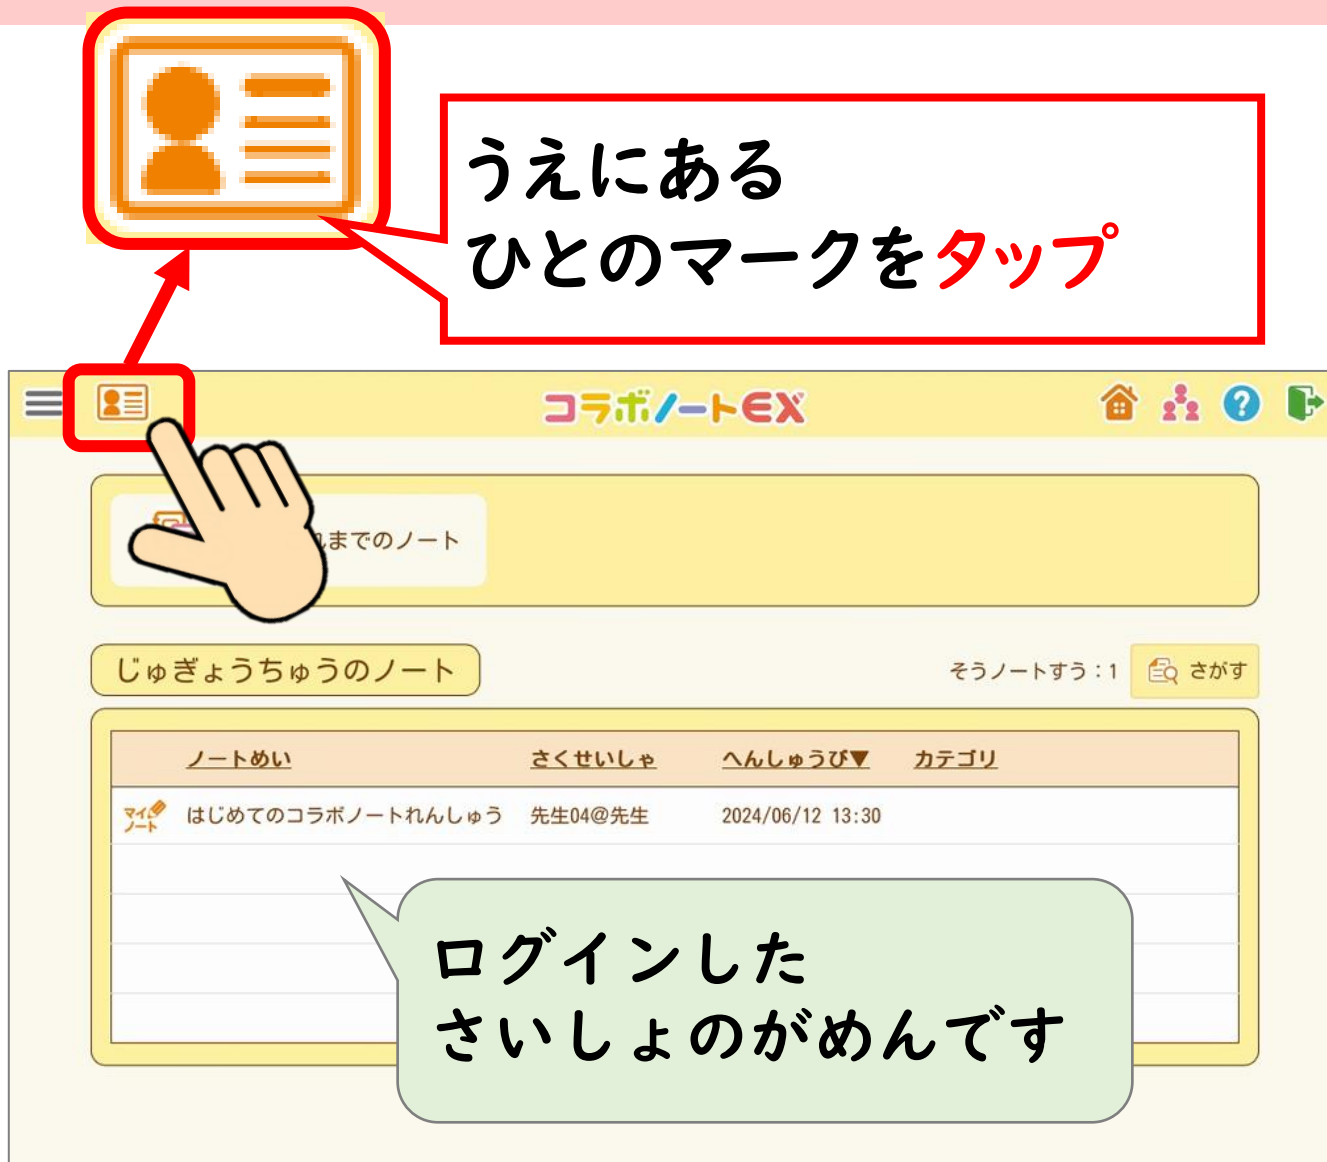 うえにある
ひとのマークをタップ
コラボノートEX
までのノート
じゅぎょうちゅうのノート
そうノートすう：1 さがす
ノートめい さくせいしゃ へんしゅうび▼ カテゴリ
マイノート はじめてのコラボノートれんしゅう 先生04@先生 2024/06/12 13:30
ログインした
さいしょのがめんです